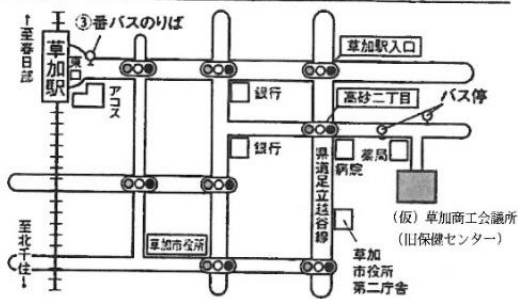 ↑至春日部
草加駅
③番バスのりば
東口
アコス
草加駅入口
銀行
高砂二丁目
バス停
銀行
県道足立越谷線
病院
薬局
(仮) 草加商工会議所
(旧保健センター)
草加市役所
草加
市役所
第二庁舎
至北千住↓